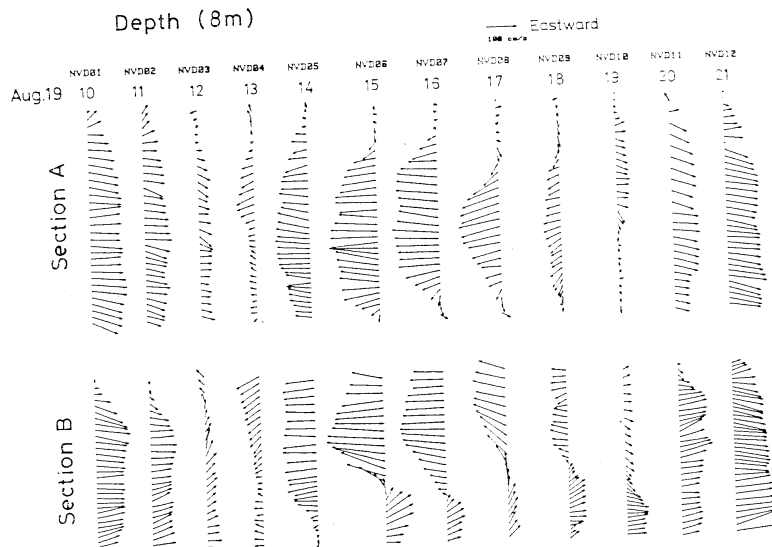 Depth (8m)
Eastward
100 cm/s
NVD01 NVD02 NVD03 NVD04 NVD05 NVD06 NVD07 NVD08 NVD09 NVD10 NVD11 NVD12
Aug.19 10 11 12 13 14 15 16 17 18 19 20 21
Section A
Section B